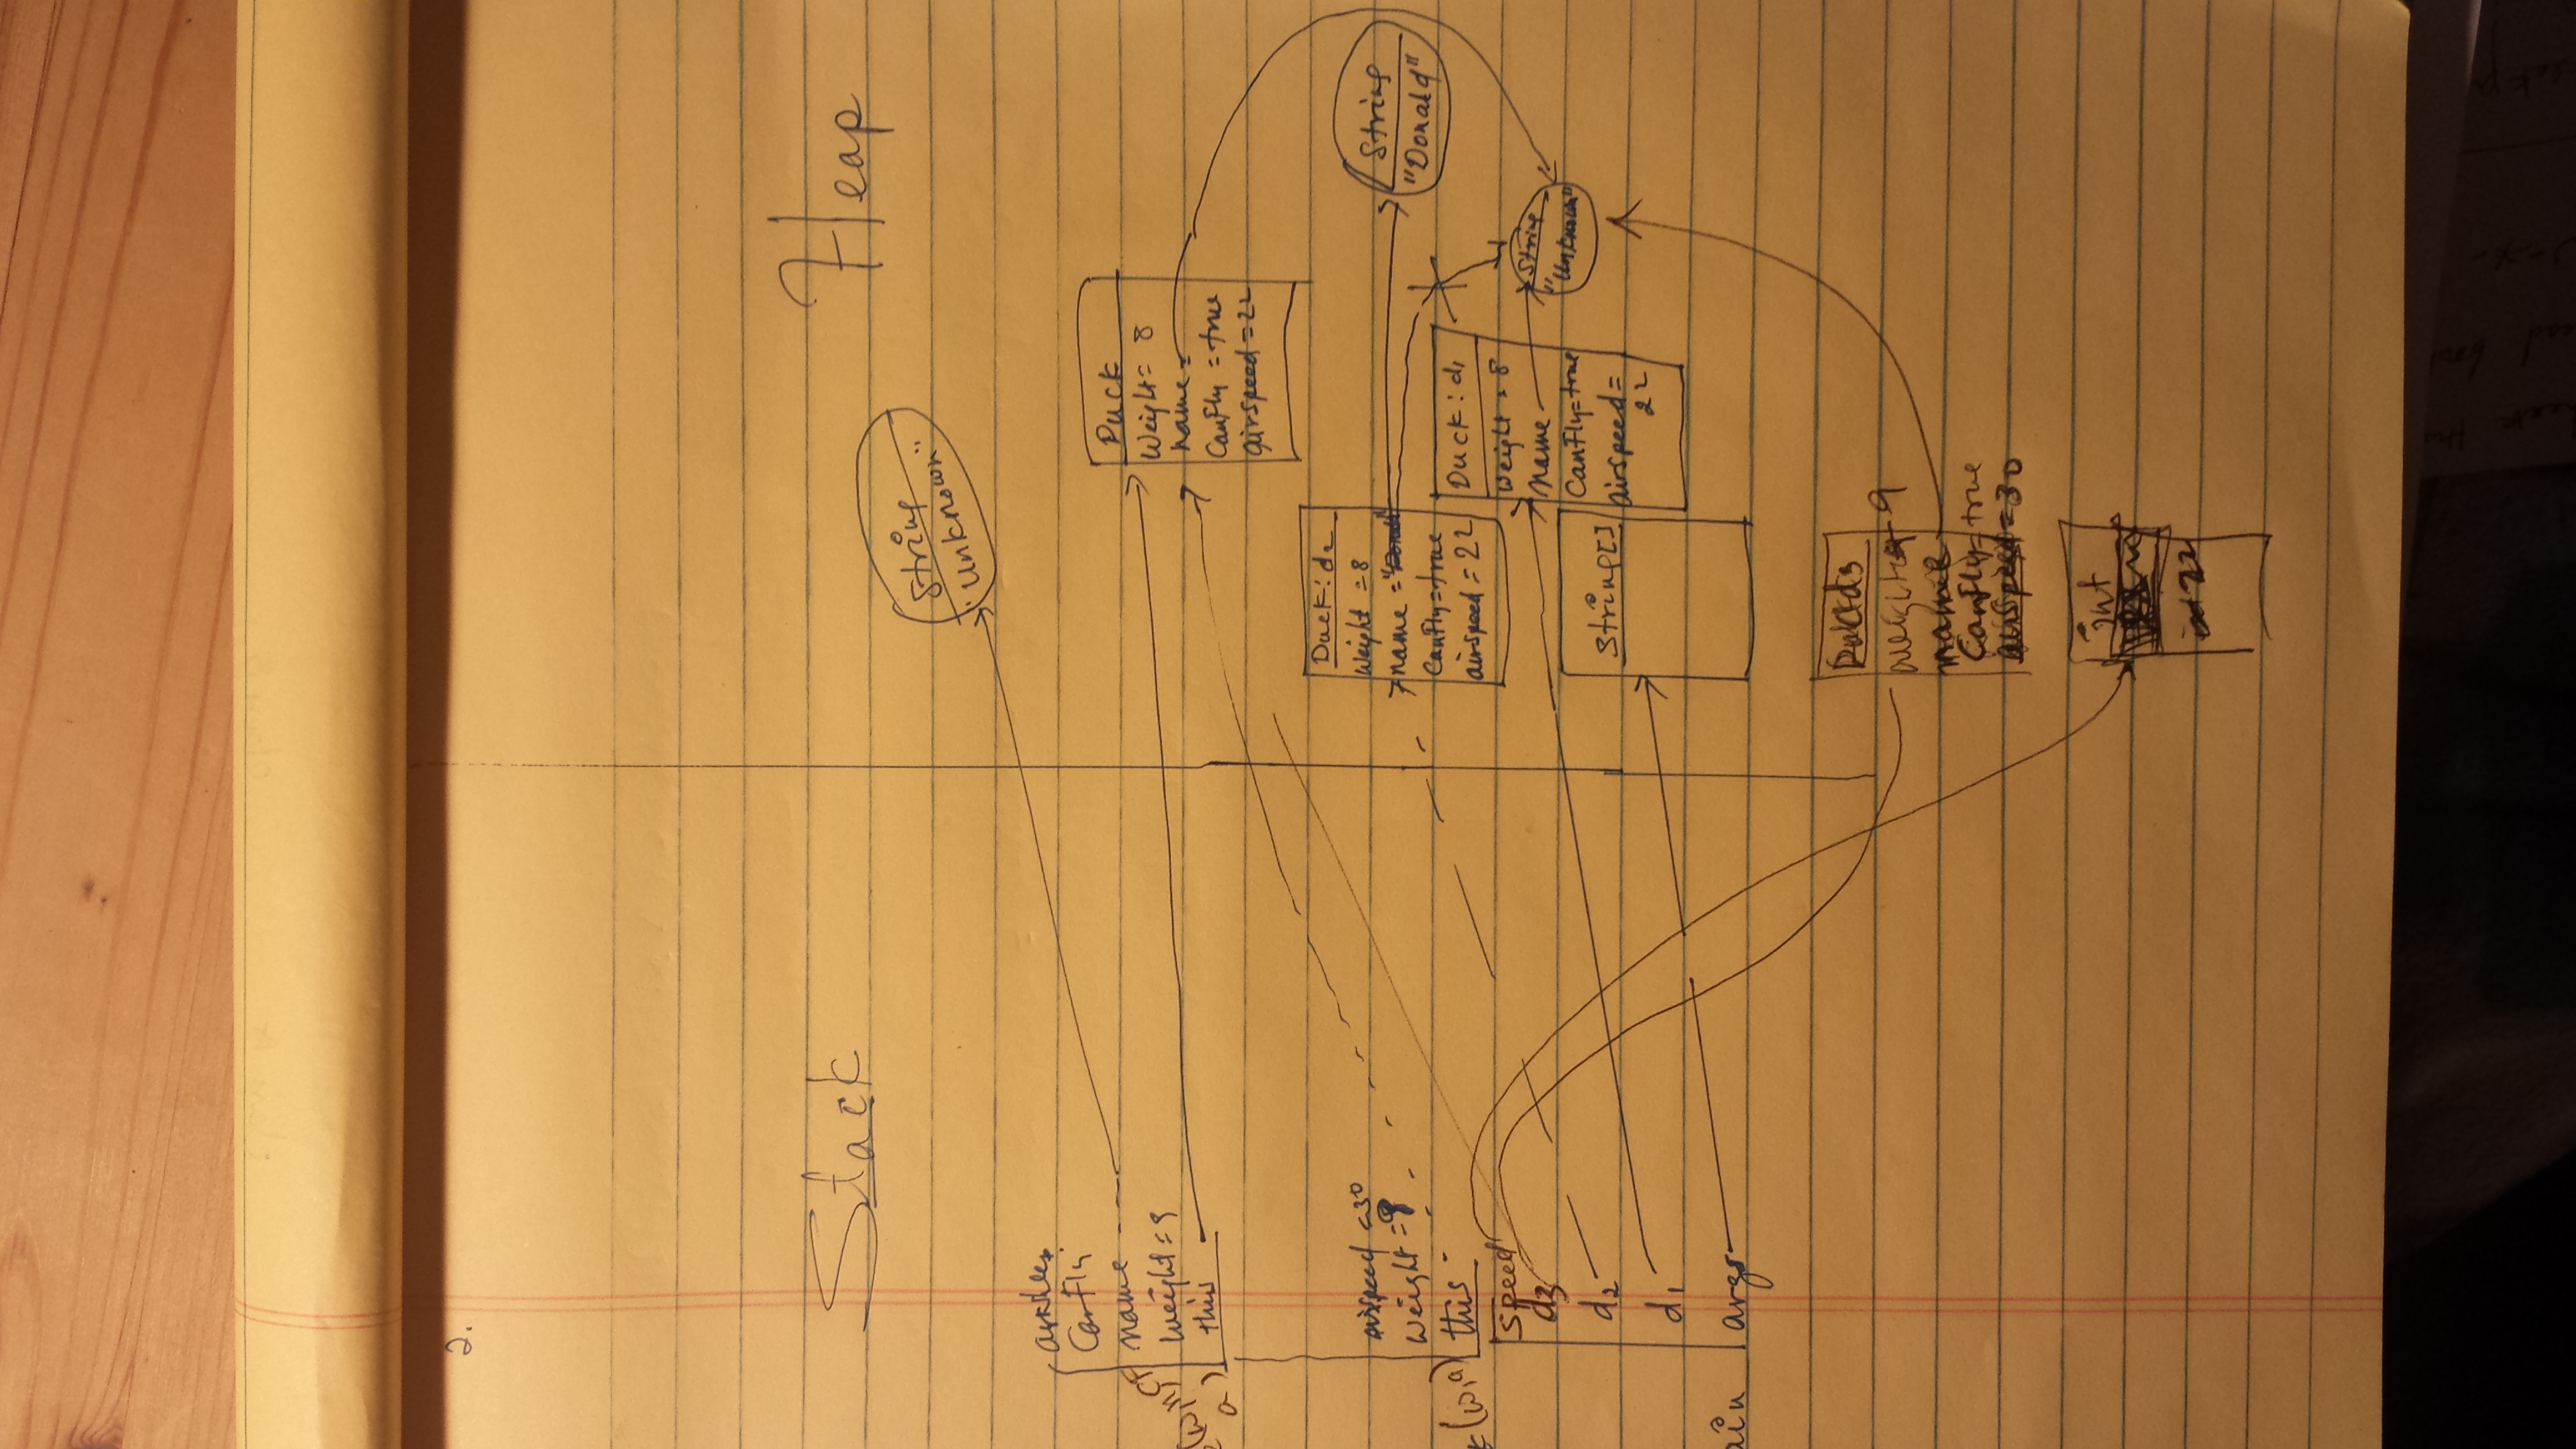 2.
Stack
Heap
String
"Unknown"
CanFly
name
weight = 9
this
(w,n,CF
a)
Duck
Weight = 8
name =
CanFly = true
airspeed = 22
airspeed = 30
Weight = 9
this
(w,a)
Duck: d2
Weight = 8
name = "Donald"
CanFly = true
airspeed = 22
String
"Donald"
Duck: d1
Weight = 8
Name
CanFly = true
airspeed =
22
String
"Unknown"
speed
d3
d2
d1
args
ain
String[]
Duck d3
weight 9
name
CanFly = true
airspeed = 30
int
22